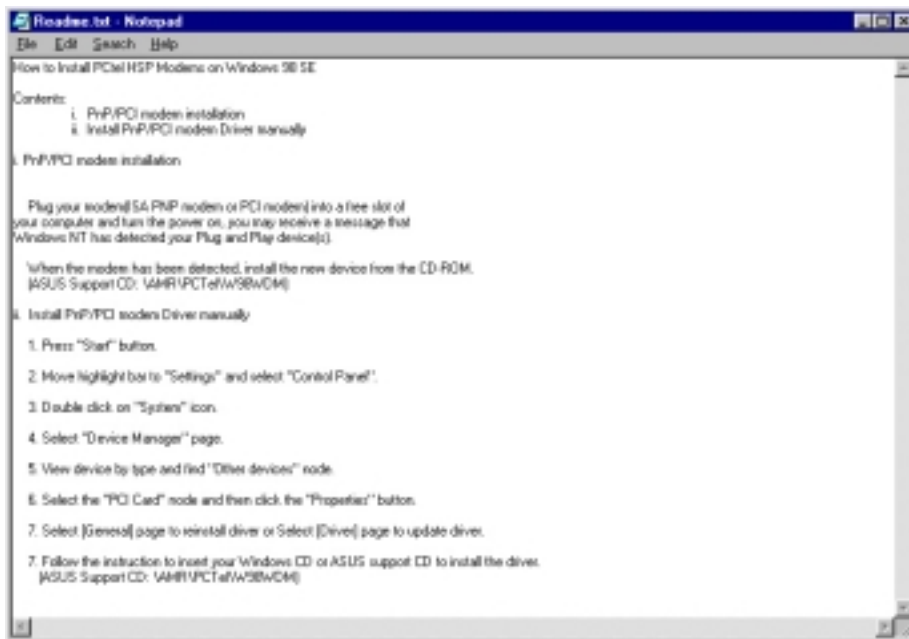 Readme.txt - Notepad
File Edit Search Help
How to Install PCtel HSP Modems on Windows 98 SE
Contents:
i. PnP/PCI modem installation
ii. Install PnP/PCI modem Driver manually
i. PnP/PCI modem installation
Plug your modem(ISA PNP modem or PCI modem) into a free slot of
your computer and turn the power on, you may receive a message that
Windows NT has detected your Plug and Play device(s).
When the modem has been detected, install the new device from the CD-ROM.
(ASUS Support CD: \AMR\PCTel\W98WDM)
ii. Install PnP/PCI modem Driver manually
1. Press "Start" button.
2. Move highlight bar to "Settings" and select "Control Panel".
3. Double click on "System" icon.
4. Select "Device Manager" page.
5. View device by type and find "Other devices" node.
6. Select the "PCI Card" node and then click the "Properties" button.
7. Select [General] page to reinstall driver or Select [Driver] page to update driver.
7. Follow the instruction to insert your Windows CD or ASUS support CD to install the driver.
(ASUS Support CD: \AMR\PCTel\W98WDM)